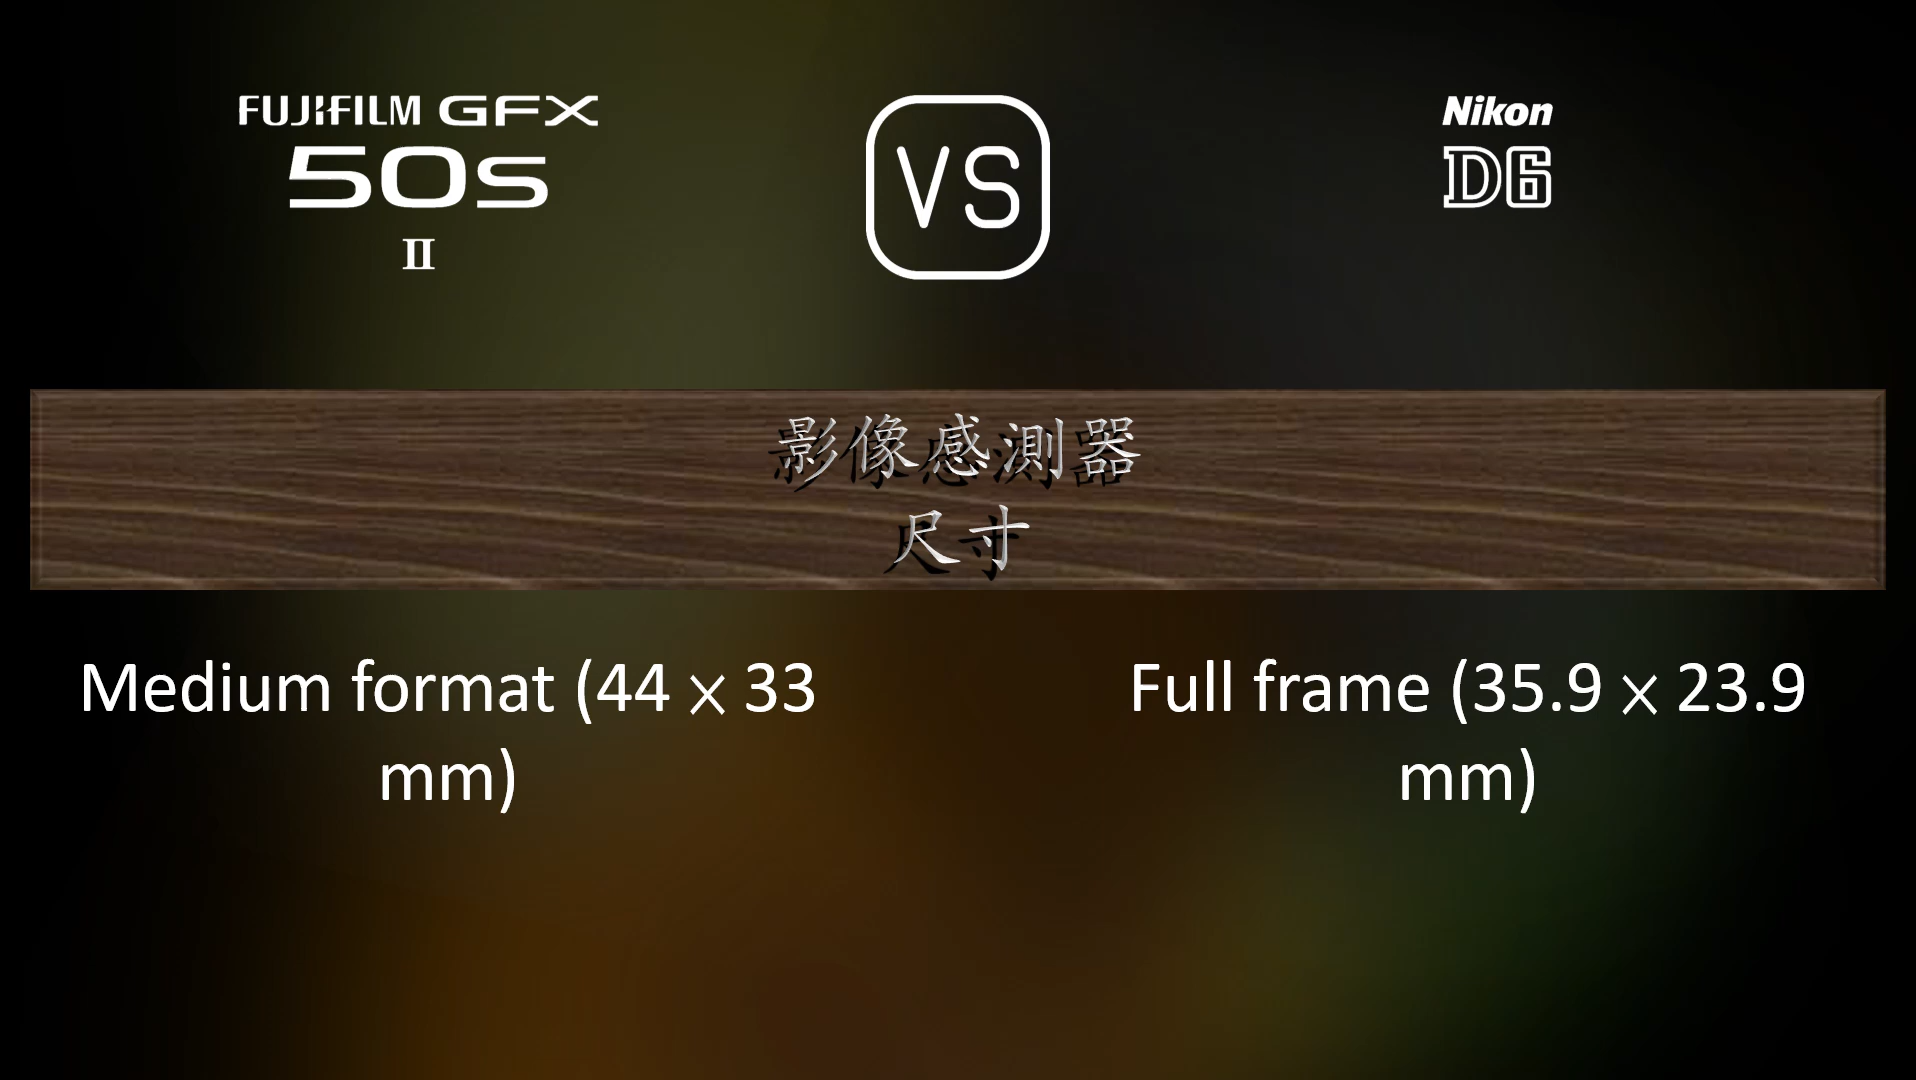 FUJIFILM GFX
50s
II
VS
Nikon
D6
影像感測器
尺寸
Medium format (44 x 33
mm)
Full frame (35.9 x 23.9
mm)